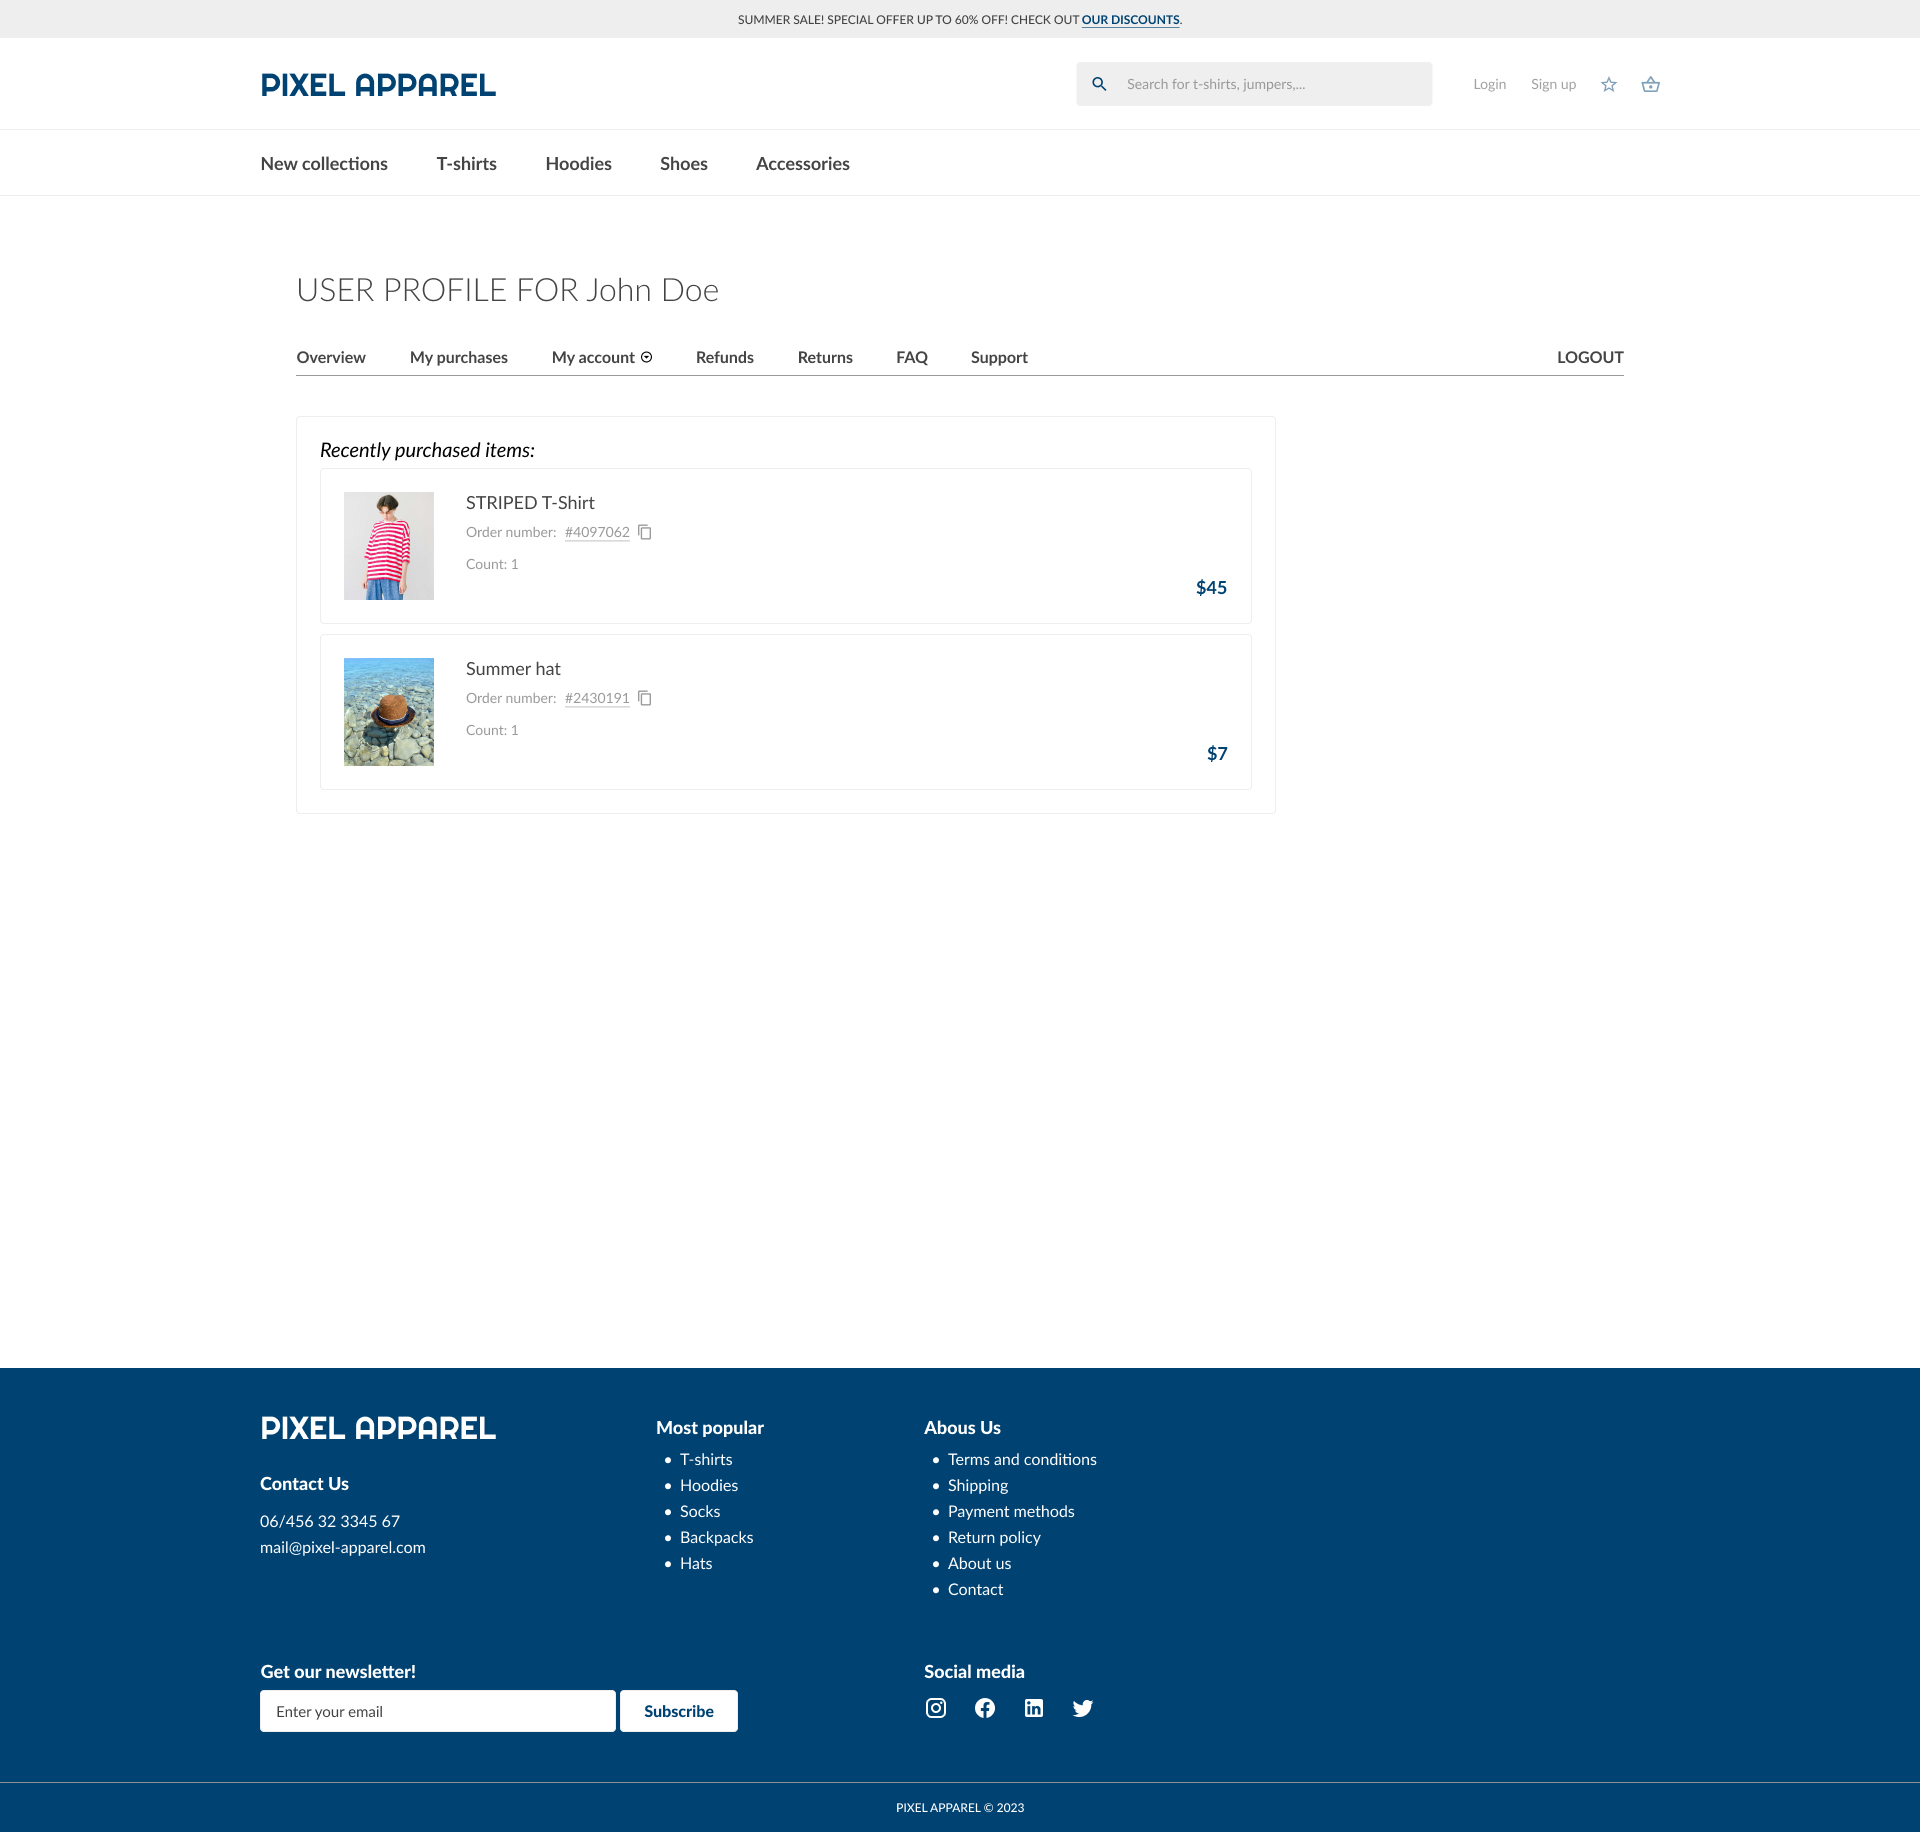 SUMMER SALE! SPECIAL OFFER UP TO 60% OFF! CHECK OUT OUR DISCOUNTS.
PIXEL APPAREL
Search for t-shirts, jumpers,...
Login
Sign up
New collections
T-shirts
Hoodies
Shoes
Accessories
USER PROFILE FOR John Doe
Overview
My purchases
My account
Refunds
Returns
FAQ
Support
LOGOUT
Recently purchased items:
STRIPED T-Shirt
Order number: #4097062
Count: 1
$45
Summer hat
Order number: #2430191
Count: 1
$7
PIXEL APPAREL
Contact Us
06/456 32 3345 67
mail@pixel-apparel.com
Most popular
T-shirts
Hoodies
Socks
Backpacks
Hats
Abous Us
Terms and conditions
Shipping
Payment methods
Return policy
About us
Contact
Get our newsletter!
Enter your email
Subscribe
Social media
PIXEL APPAREL © 2023